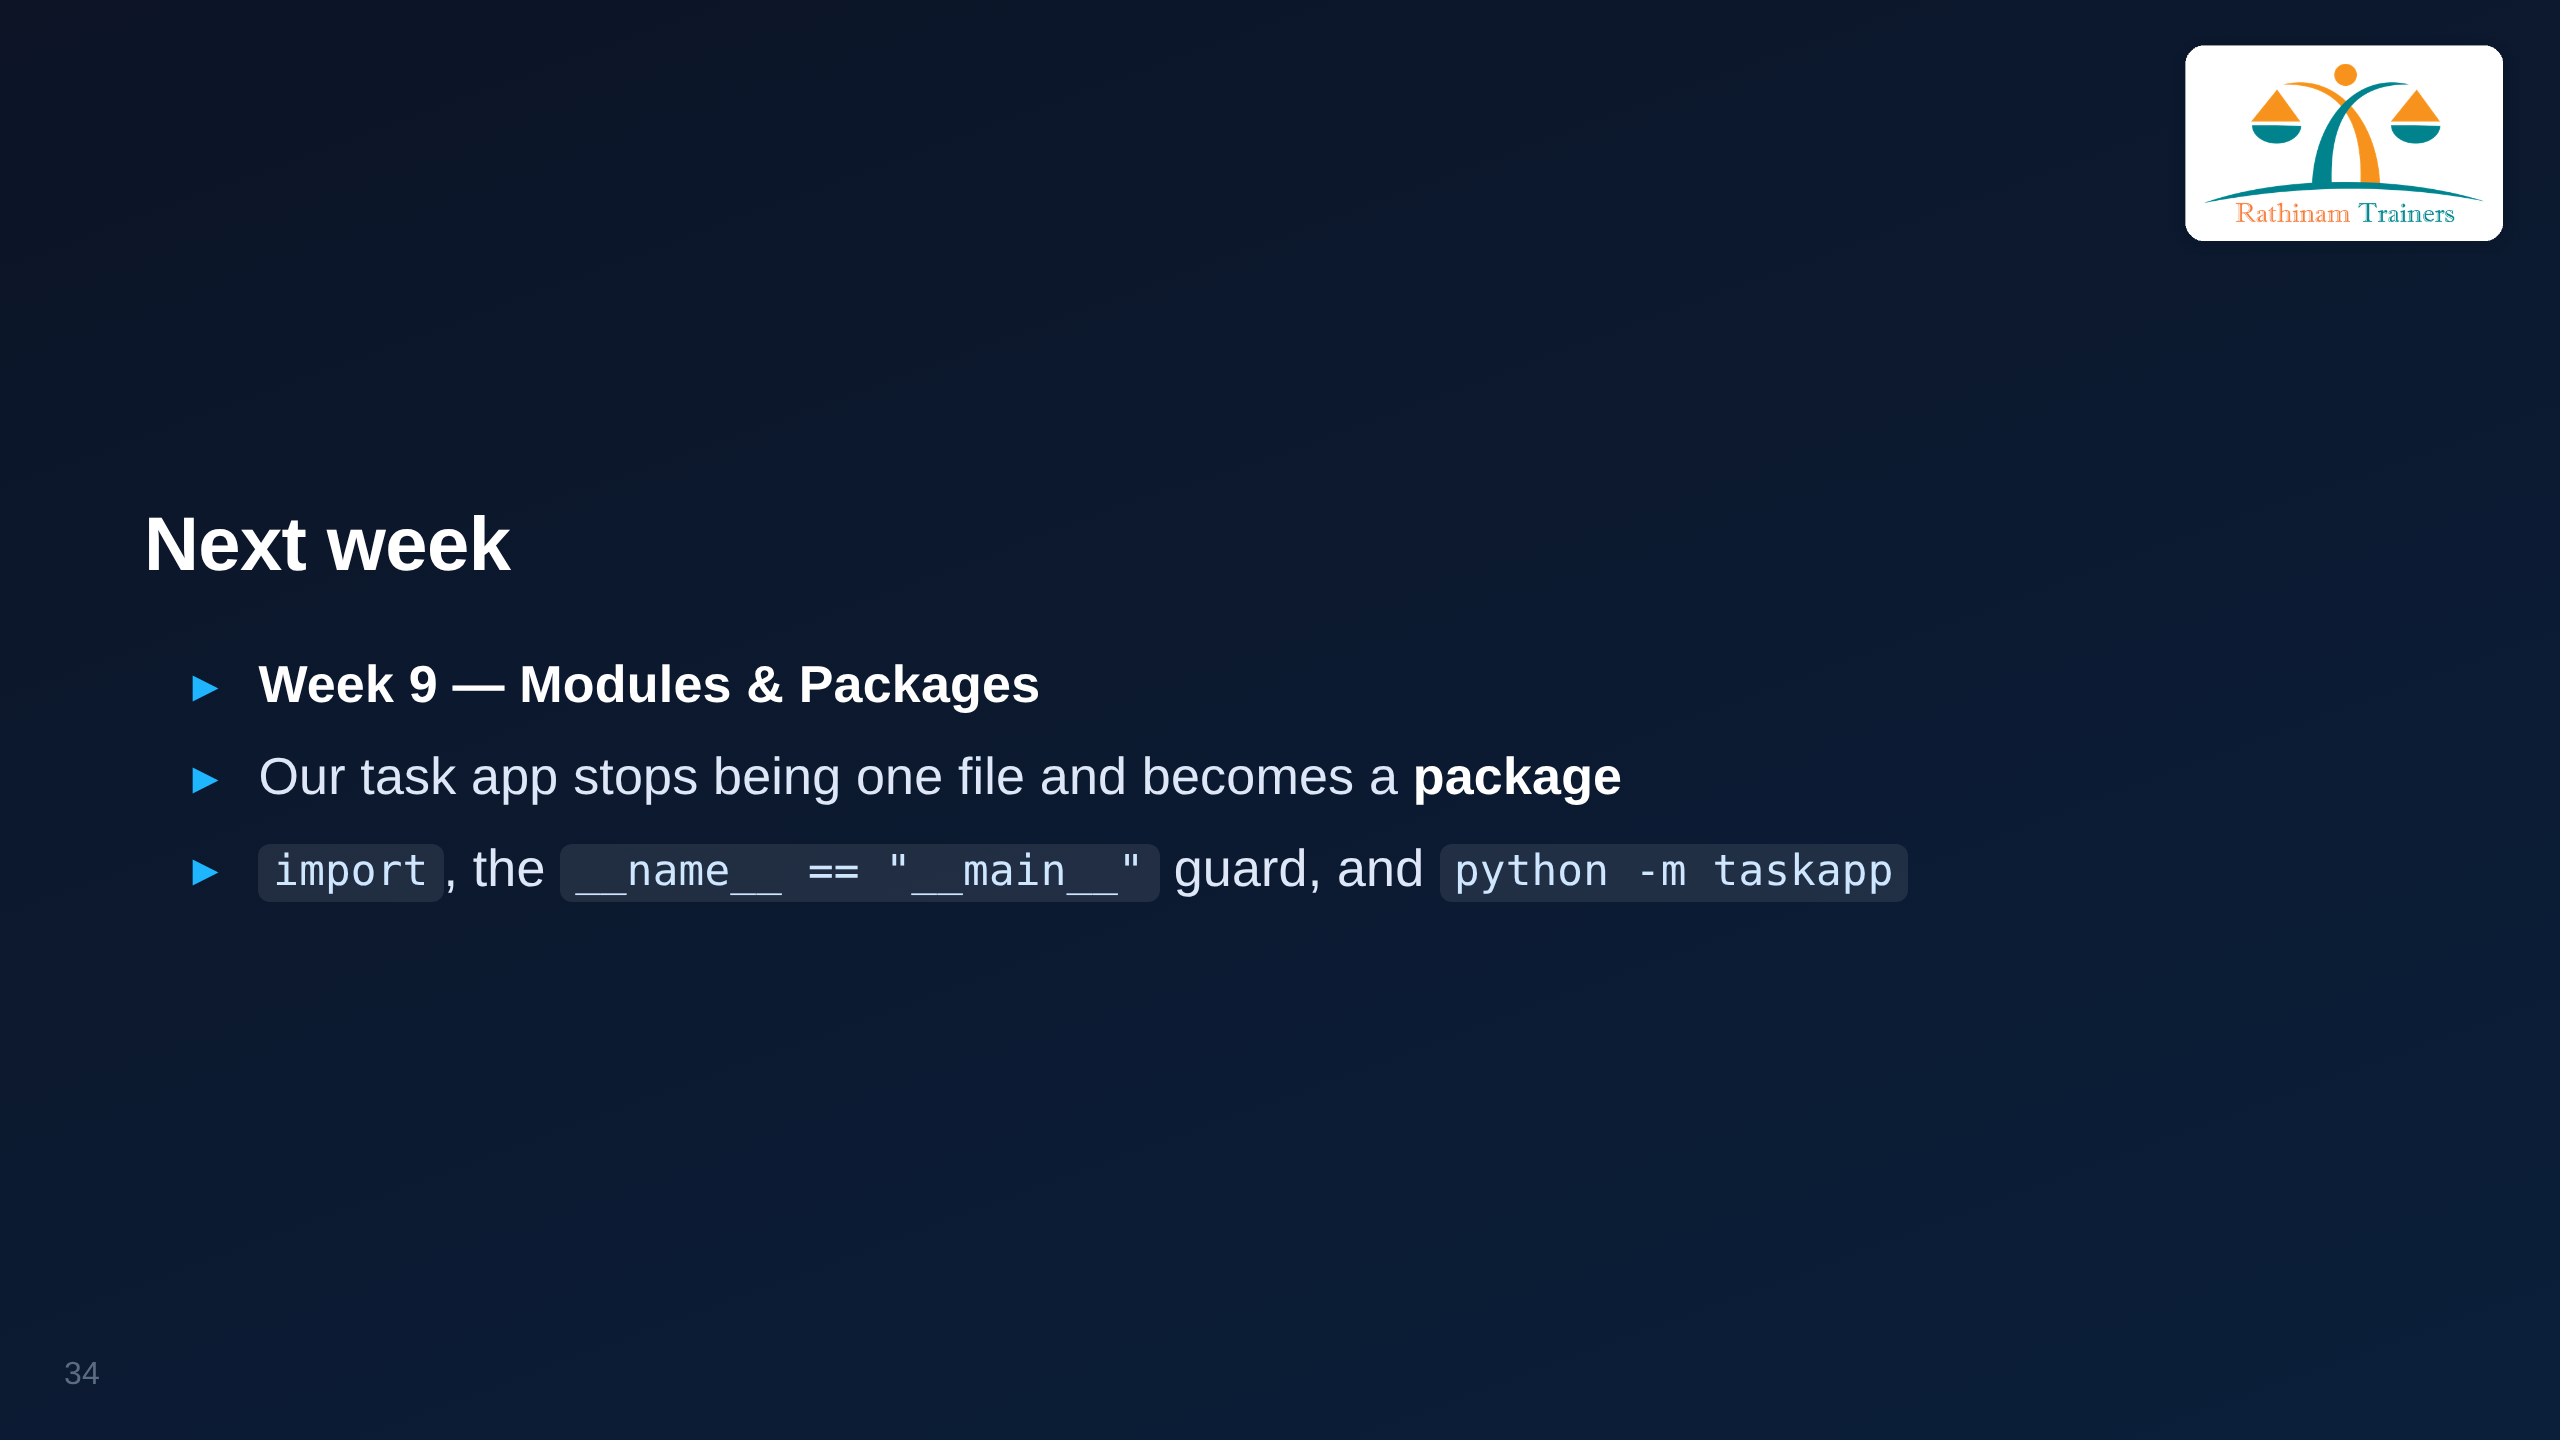 Rathinam Trainers
Next week
► Week 9 — Modules & Packages
► Our task app stops being one file and becomes a package
► import, the __name__ == "__main__" guard, and python -m taskapp
34